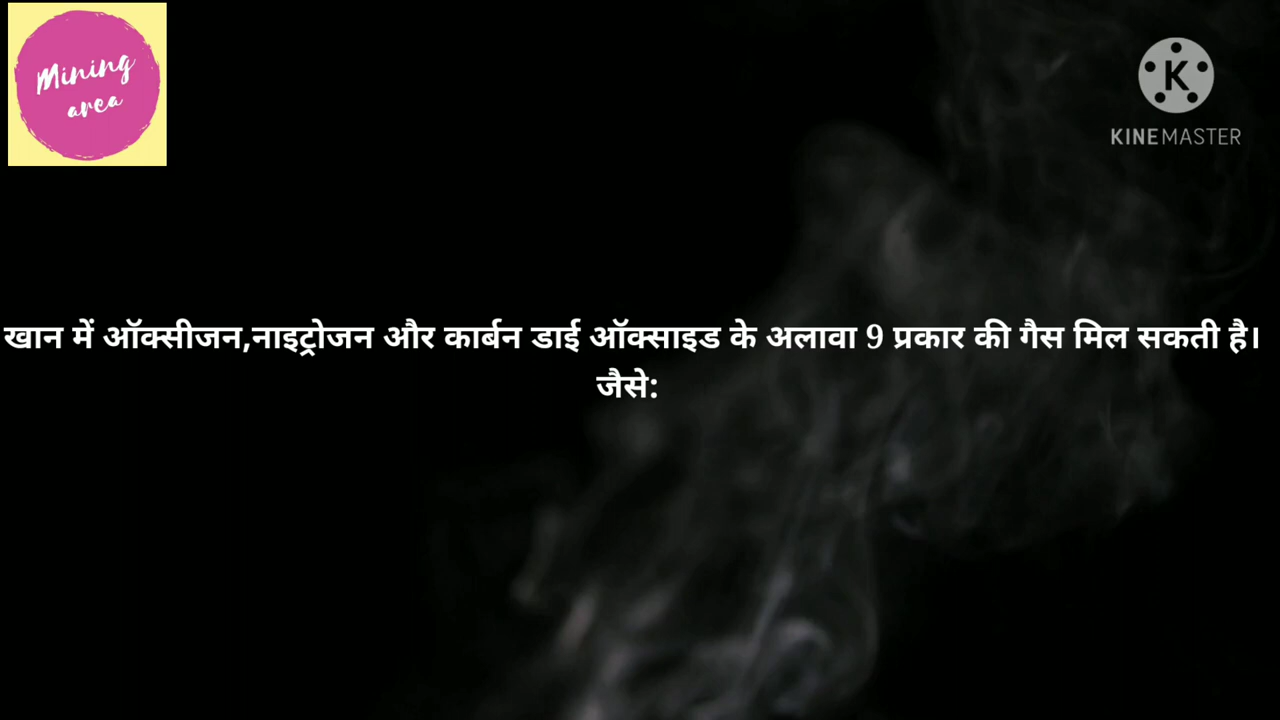 Mining
area
K
KINEMASTER
खान में ऑक्सीजन,नाइट्रोजन और कार्बन डाई ऑक्साइड के अलावा 9 प्रकार की गैस मिल सकती है।
जैसे: